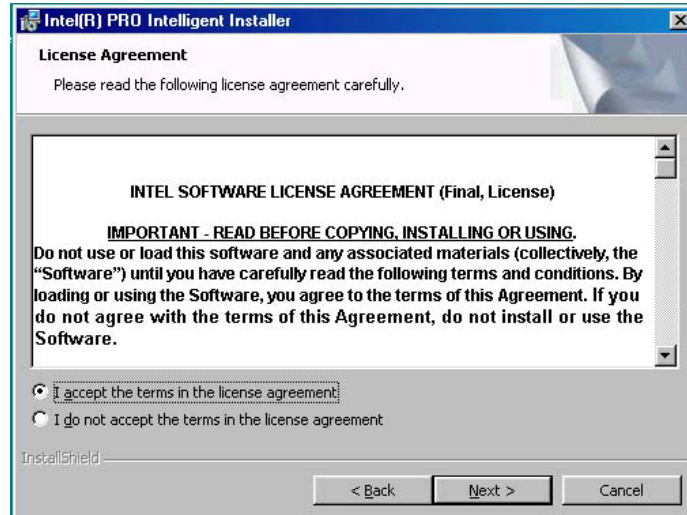 Intel(R) PRO Intelligent Installer
License Agreement
Please read the following license agreement carefully.
INTEL SOFTWARE LICENSE AGREEMENT (Final, License)
IMPORTANT - READ BEFORE COPYING, INSTALLING OR USING.
Do not use or load this software and any associated materials (collectively, the
“Software”) until you have carefully read the following terms and conditions. By
loading or using the Software, you agree to the terms of this Agreement. If you
do not agree with the terms of this Agreement, do not install or use the
Software.
I accept the terms in the license agreement
I do not accept the terms in the license agreement
InstallShield
< Back
Next >
Cancel